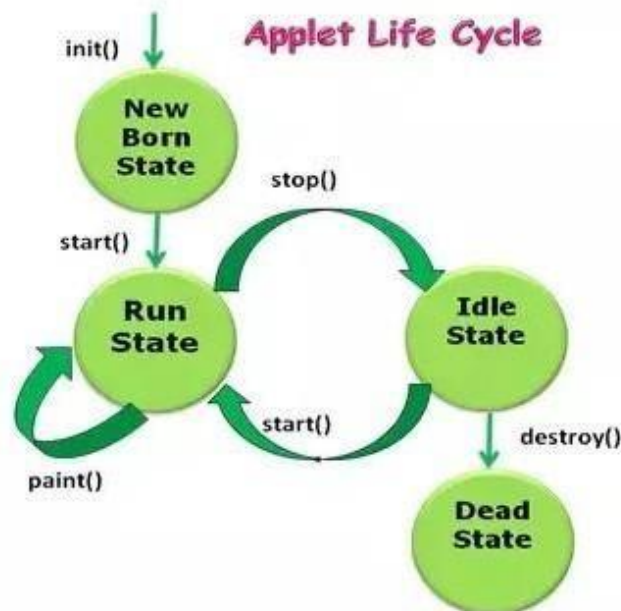 Applet Life Cycle
init()
New
Born
State
stop()
start()
Run
State
Idle
State
start()
destroy()
paint()
Dead
State